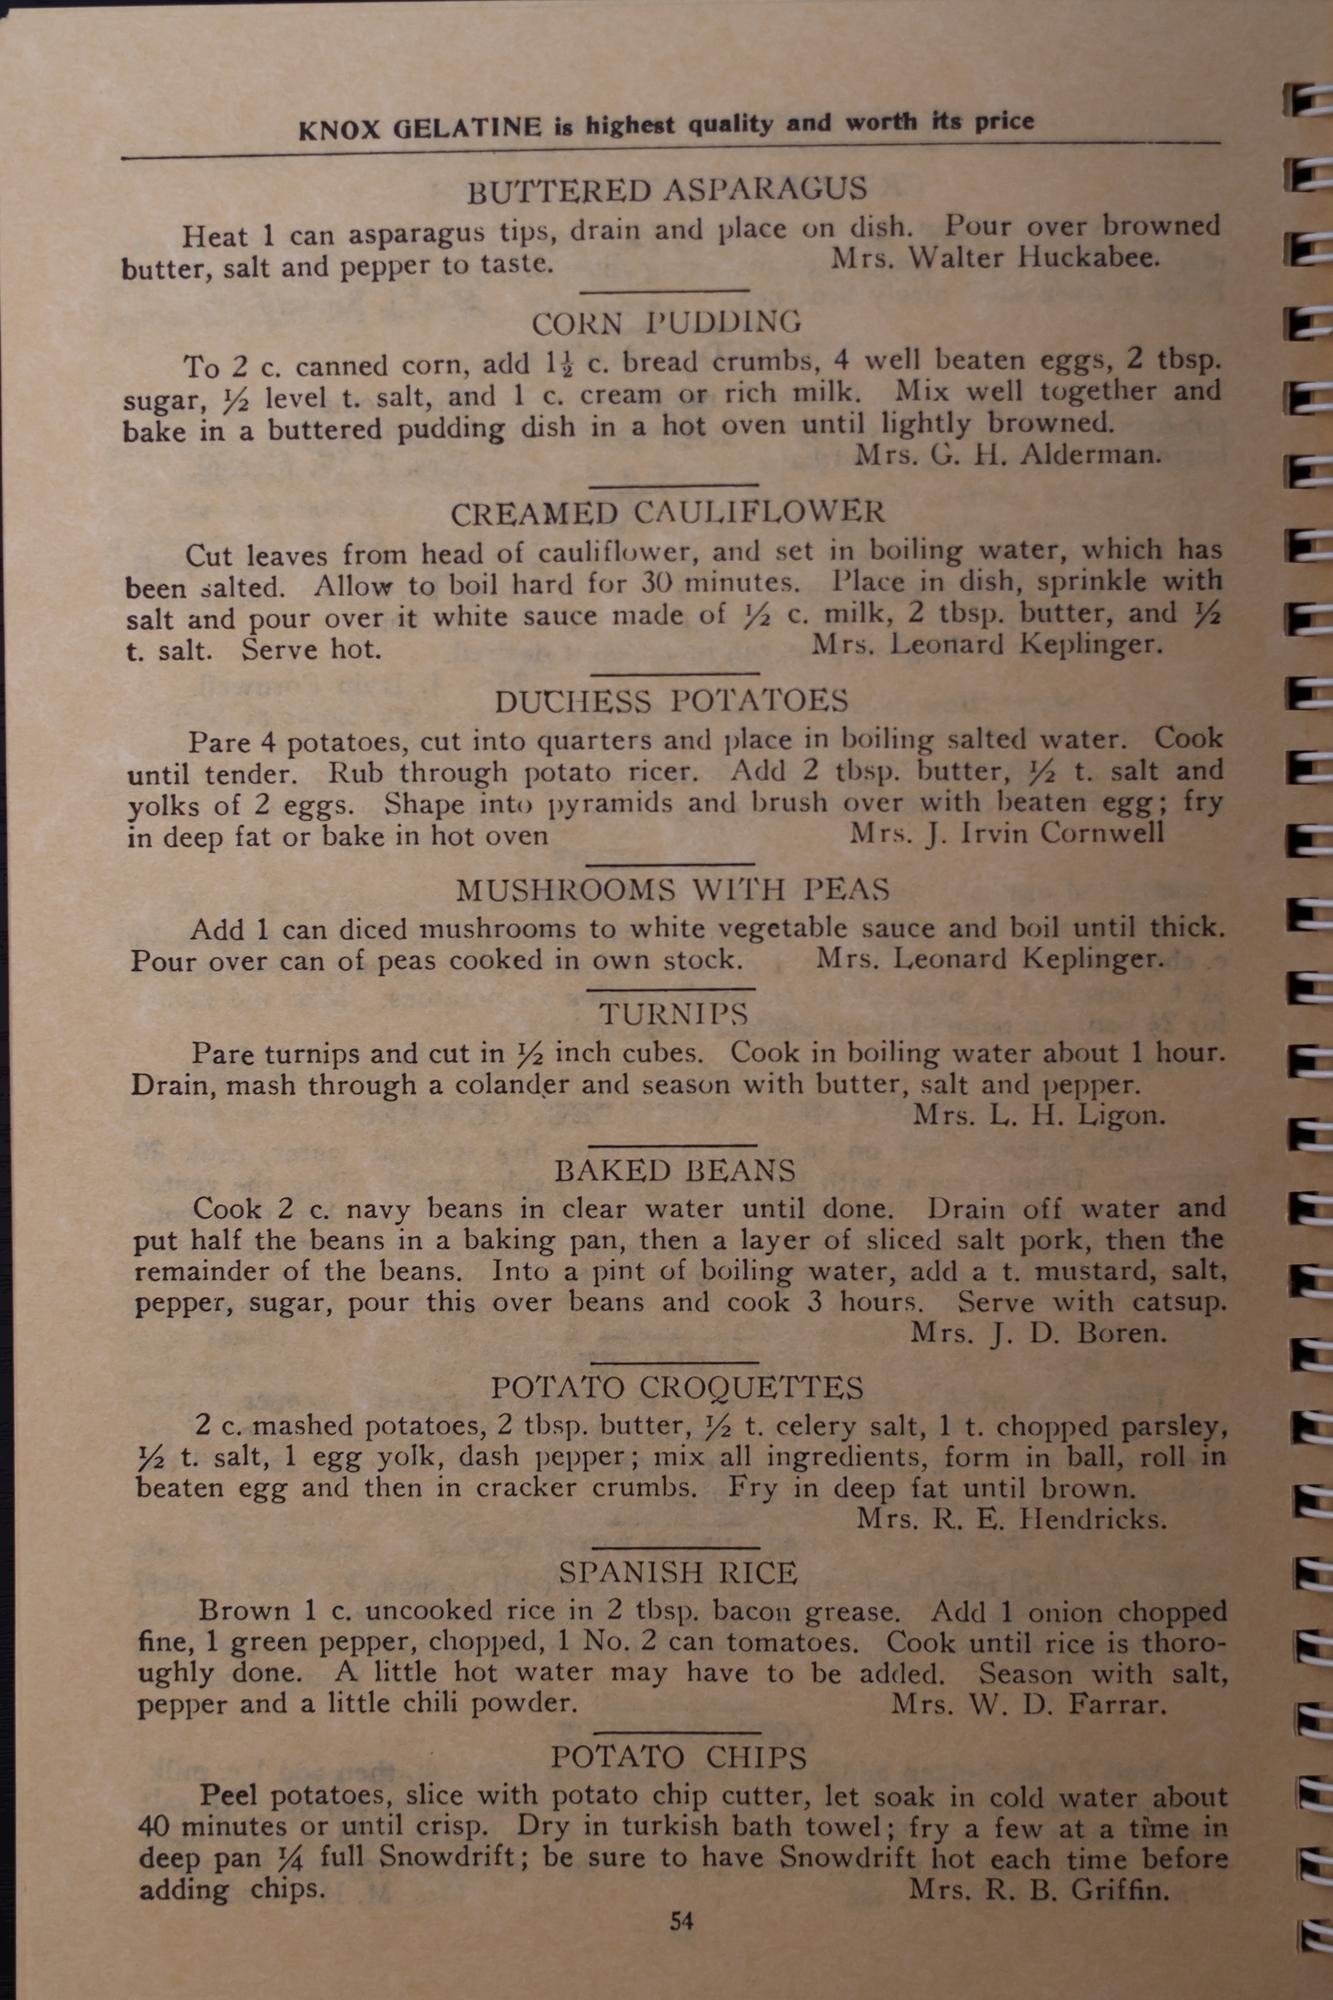 KNOX GELATINE is highest quality and worth its price
BUTTERED ASPARAGUS
Heat 1 can asparagus tips, drain and place on dish. Pour over browned
butter, salt and pepper to taste. Mrs. Walter Huckabee.
CORN PUDDING
To 2 c. canned corn, add 1½ c. bread crumbs, 4 well beaten eggs, 2 tbsp.
sugar, ½ level t. salt, and 1 c. cream or rich milk. Mix well together and
bake in a buttered pudding dish in a hot oven until lightly browned.
Mrs. G. H. Alderman.
CREAMED CAULIFLOWER
Cut leaves from head of cauliflower, and set in boiling water, which has
been salted. Allow to boil hard for 30 minutes. Place in dish, sprinkle with
salt and pour over it white sauce made of ½ c. milk, 2 tbsp. butter, and ½
t. salt. Serve hot. Mrs. Leonard Keplinger.
DUCHESS POTATOES
Pare 4 potatoes, cut into quarters and place in boiling salted water. Cook
until tender. Rub through potato ricer. Add 2 tbsp. butter, ½ t. salt and
yolks of 2 eggs. Shape into pyramids and brush over with beaten egg; fry
in deep fat or bake in hot oven Mrs. J. Irvin Cornwell
MUSHROOMS WITH PEAS
Add 1 can diced mushrooms to white vegetable sauce and boil until thick.
Pour over can of peas cooked in own stock. Mrs. Leonard Keplinger.
TURNIPS
Pare turnips and cut in ½ inch cubes. Cook in boiling water about 1 hour.
Drain, mash through a colander and season with butter, salt and pepper.
Mrs. L. H. Ligon.
BAKED BEANS
Cook 2 c. navy beans in clear water until done. Drain off water and
put half the beans in a baking pan, then a layer of sliced salt pork, then the
remainder of the beans. Into a pint of boiling water, add a t. mustard, salt,
pepper, sugar, pour this over beans and cook 3 hours. Serve with catsup.
Mrs. J. D. Boren.
POTATO CROQUETTES
2 c. mashed potatoes, 2 tbsp. butter, ½ t. celery salt, 1 t. chopped parsley,
½ t. salt, 1 egg yolk, dash pepper; mix all ingredients, form in ball, roll in
beaten egg and then in cracker crumbs. Fry in deep fat until brown.
Mrs. R. E. Hendricks.
SPANISH RICE
Brown 1 c. uncooked rice in 2 tbsp. bacon grease. Add 1 onion chopped
fine, 1 green pepper, chopped, 1 No. 2 can tomatoes. Cook until rice is thoro-
ughly done. A little hot water may have to be added. Season with salt,
pepper and a little chili powder. Mrs. W. D. Farrar.
POTATO CHIPS
Peel potatoes, slice with potato chip cutter, let soak in cold water about
40 minutes or until crisp. Dry in turkish bath towel; fry a few at a time in
deep pan ¼ full Snowdrift; be sure to have Snowdrift hot each time before
adding chips. Mrs. R. B. Griffin.
54